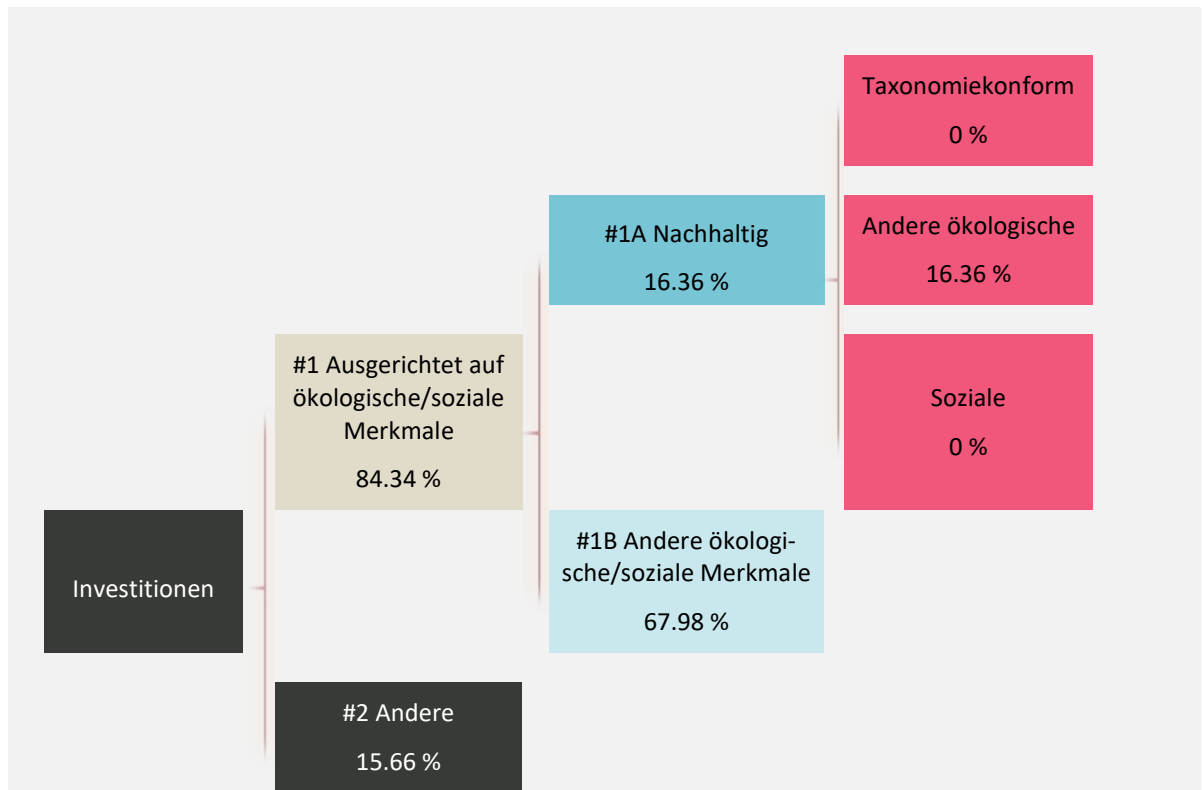 Taxonomiekonform
0 %
#1A Nachhaltig
16.36 %
Andere ökologische
16.36 %
#1 Ausgerichtet auf
ökologische/soziale
Merkmale
84.34 %
Soziale
0 %
Investitionen
#1B Andere ökologi-
sche/soziale Merkmale
67.98 %
#2 Andere
15.66 %